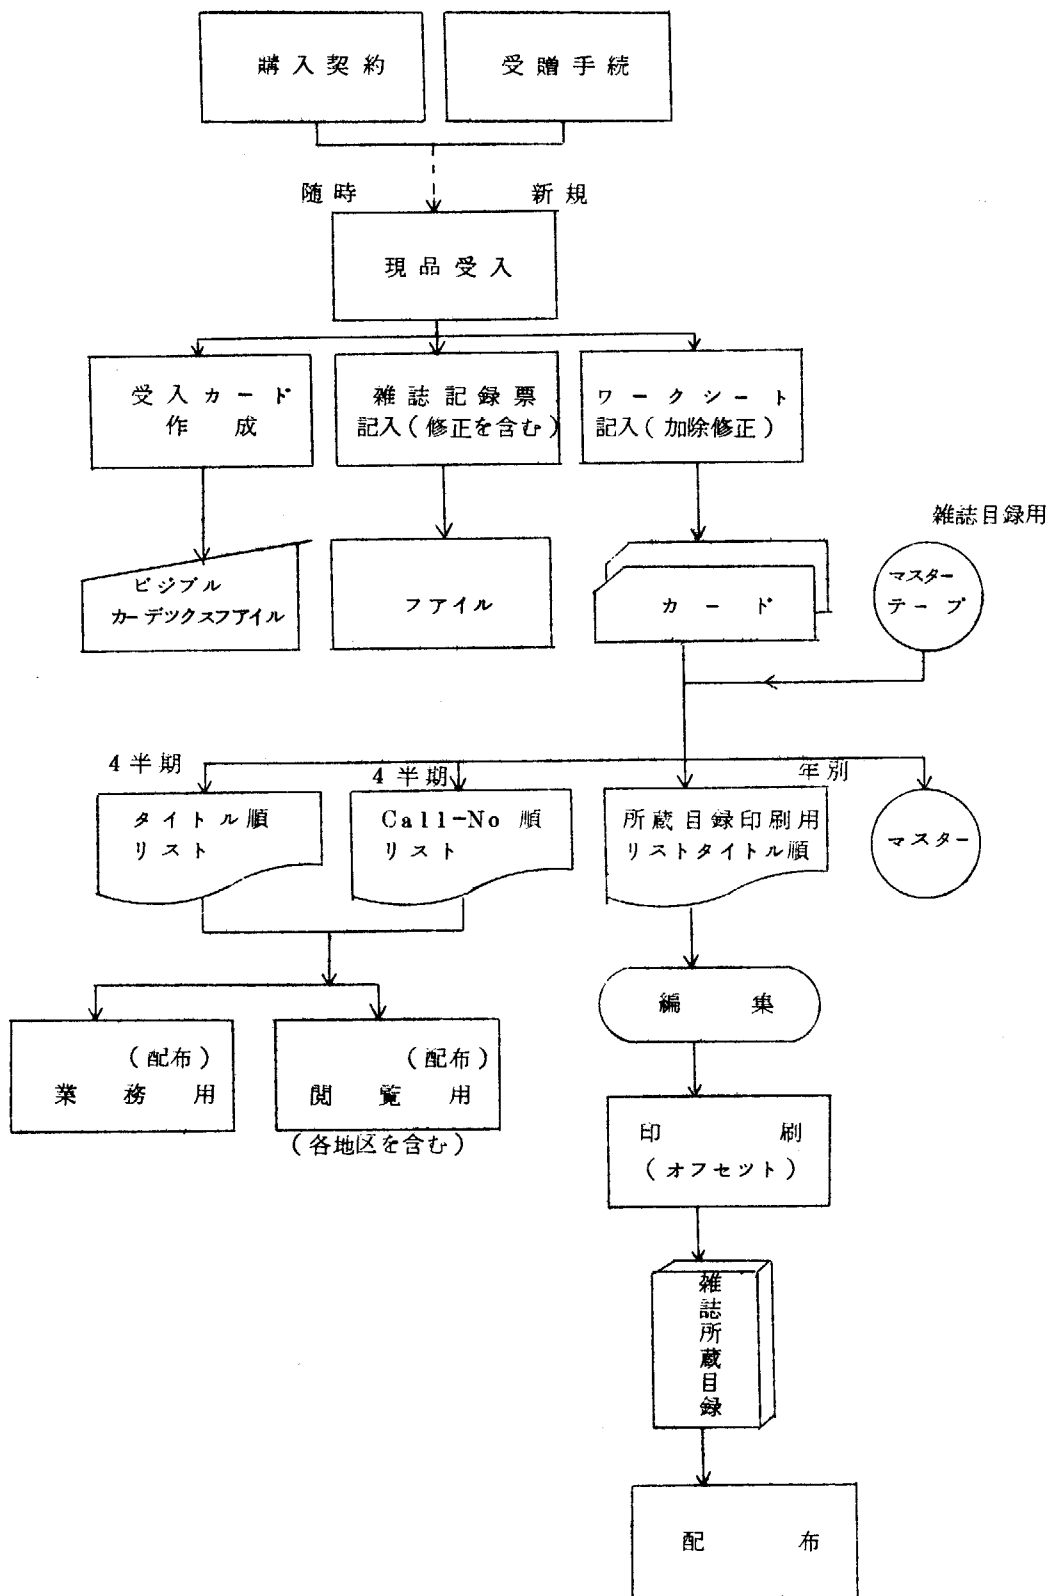 購入契約
受贈手続
随時
新規
現品受入
受入カード
作成
雑誌記録票
記入(修正を含む)
ワークシート
記入(加除修正)
雑誌目録用
ビジブル
カーデツクスフアイル
フアイル
カード
マスター
テープ
4半期
4半期
年別
タイトル順
リスト
Call-No 順
リスト
所蔵目録印刷用
リストタイトル順
マスター
編集
(配布)
業務用
(配布)
閲覧用
(各地区を含む)
印刷
(オフセツト)
雑誌所蔵目録
配布